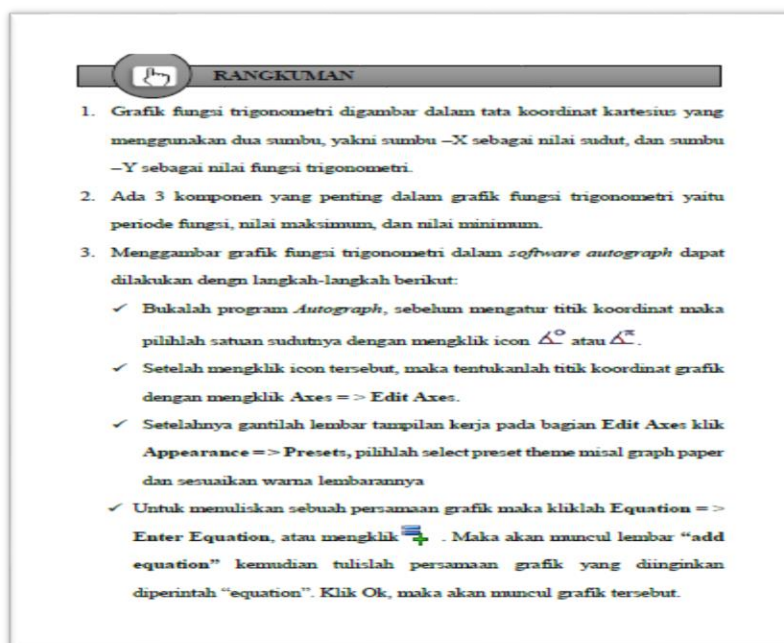 RANGKUMAN
1. Grafik fungsi trigonometri digambar dalam tata koordinat kartesius yang
menggunakan dua sumbu, yakni sumbu –X sebagai nilai sudut, dan sumbu
–Y sebagai nilai fungsi trigonometri.
2. Ada 3 komponen yang penting dalam grafik fungsi trigonometri yaitu
periode fungsi, nilai maksimum, dan nilai minimum.
3. Menggambar grafik fungsi trigonometri dalam software autograph dapat
dilakukan dengn langkah-langkah berikut:
✓ Bukalah program Autograph, sebelum mengatur titik koordinat maka
pilihlah satuan sudutnya dengan mengklik icon ∡° atau ∡π.
✓ Setelah mengklik icon tersebut, maka tentukanlah titik koordinat grafik
dengan mengklik Axes = > Edit Axes.
✓ Setelahnya gantilah lembar tampilan kerja pada bagian Edit Axes klik
Appearance = > Presets, pilihlah select preset theme misal graph paper
dan sesuaikan warna lembarannya
✓ Untuk menuliskan sebuah persamaan grafik maka kliklah Equation = >
Enter Equation, atau mengklik . Maka akan muncul lembar “add
equation” kemudian tulislah persamaan grafik yang diinginkan
diperintah “equation”. Klik Ok, maka akan muncul grafik tersebut.